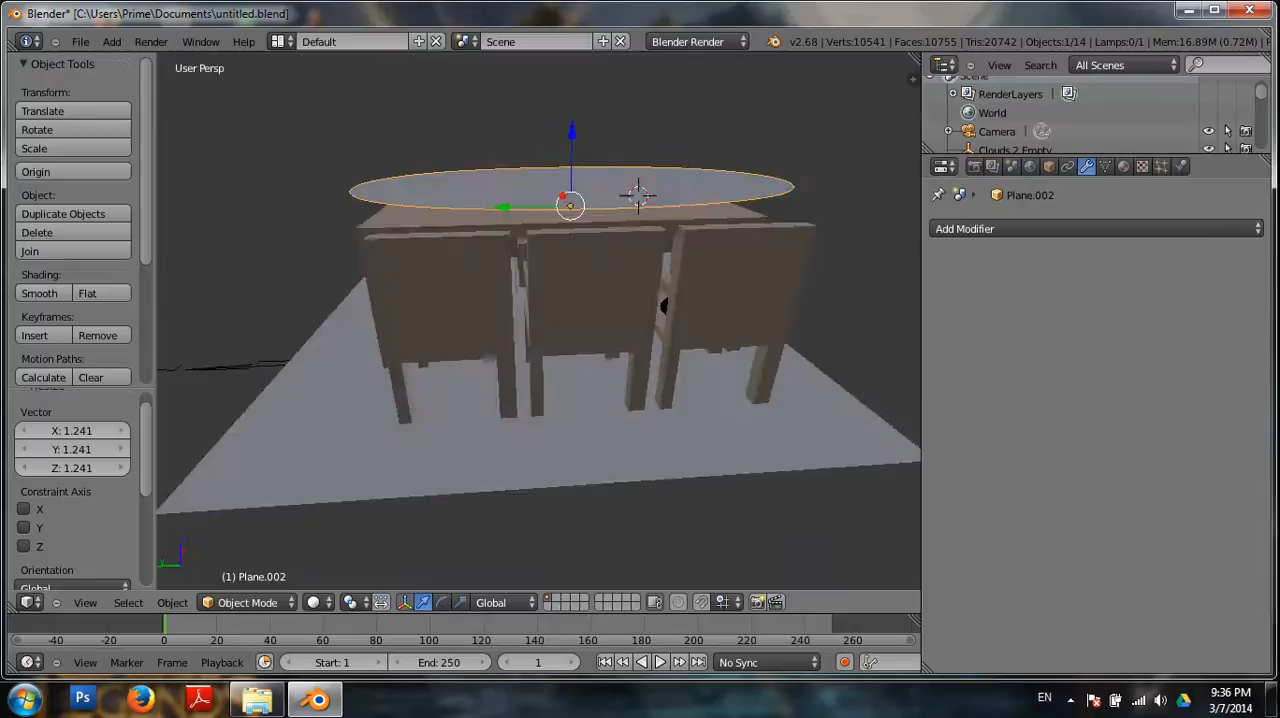 Blender* [C:\Users\Prime\Documents\untitled.blend]
File Add Render Window Help Default Scene Blender Render v2.68 | Verts:10541 | Faces:10755 | Tris:20742 | Objects:1/14 | Lamps:0/1 | Mem:16.89M (0.72M) |
Object Tools
Transform:
Translate
Rotate
Scale
Origin
Object:
Duplicate Objects
Delete
Join
Shading:
Smooth Flat
Keyframes:
Insert Remove
Motion Paths:
Calculate Clear
Vector
X: 1.241
Y: 1.241
Z: 1.241
Constraint Axis
X
Y
Z
Orientation
Global
User Persp
(1) Plane.002
View Select Object Object Mode Global
View Search All Scenes
Scene
RenderLayers |
World
Camera |
Clouds 2 Empty
Plane.002
Add Modifier
-40 -20 0 20 40 60 80 100 120 140 160 180 200 220 240 260
View Marker Frame Playback Start: 1 End: 250 1 No Sync
Ps
EN
9:36 PM
3/7/2014